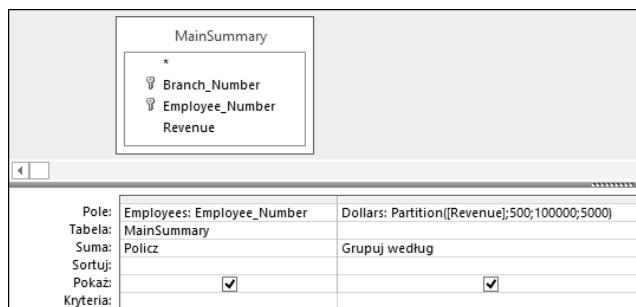 MainSummary
*
Branch_Number
Employee_Number
Revenue
Pole: Employees: Employee_Number Dollars: Partition([Revenue];500;100000;5000)
Tabela: MainSummary
Suma: Policz Grupuj według
Sortuj:
Pokaż:
Kryteria: